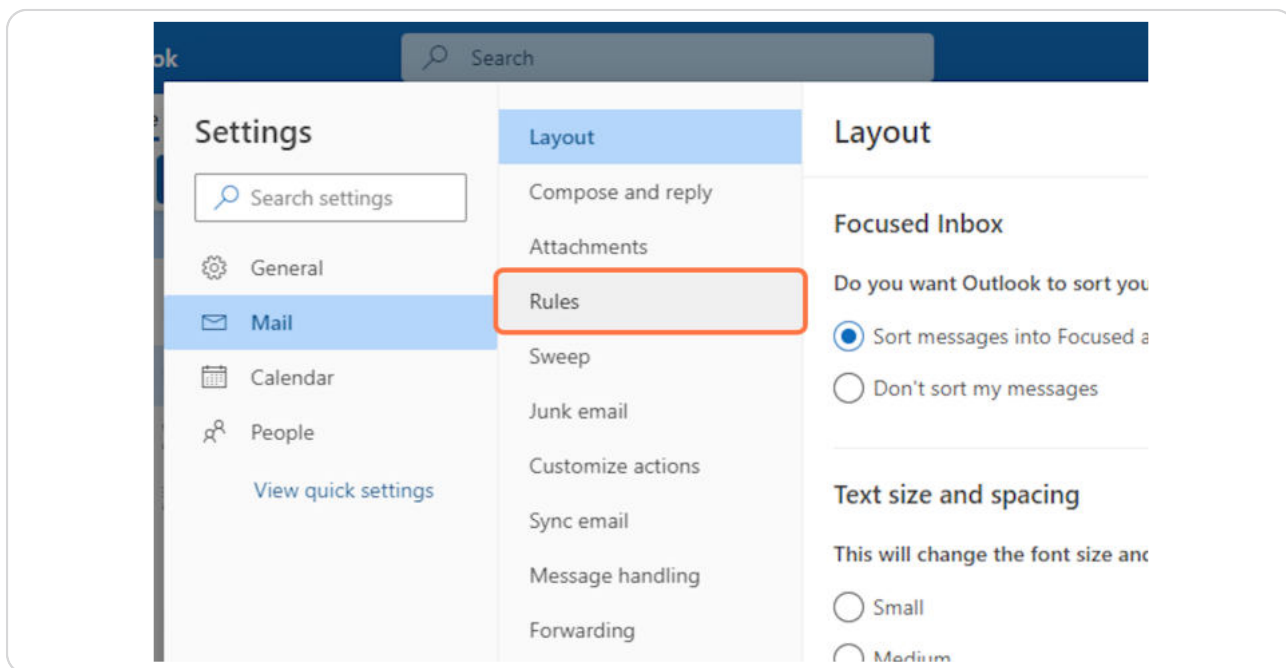 ok
Search
Settings
Search settings
General
Mail
Calendar
People
View quick settings
Layout
Compose and reply
Attachments
Rules
Sweep
Junk email
Customize actions
Sync email
Message handling
Forwarding
Layout
Focused Inbox
Do you want Outlook to sort you
Sort messages into Focused a
Don't sort my messages
Text size and spacing
This will change the font size and
Small
Medium